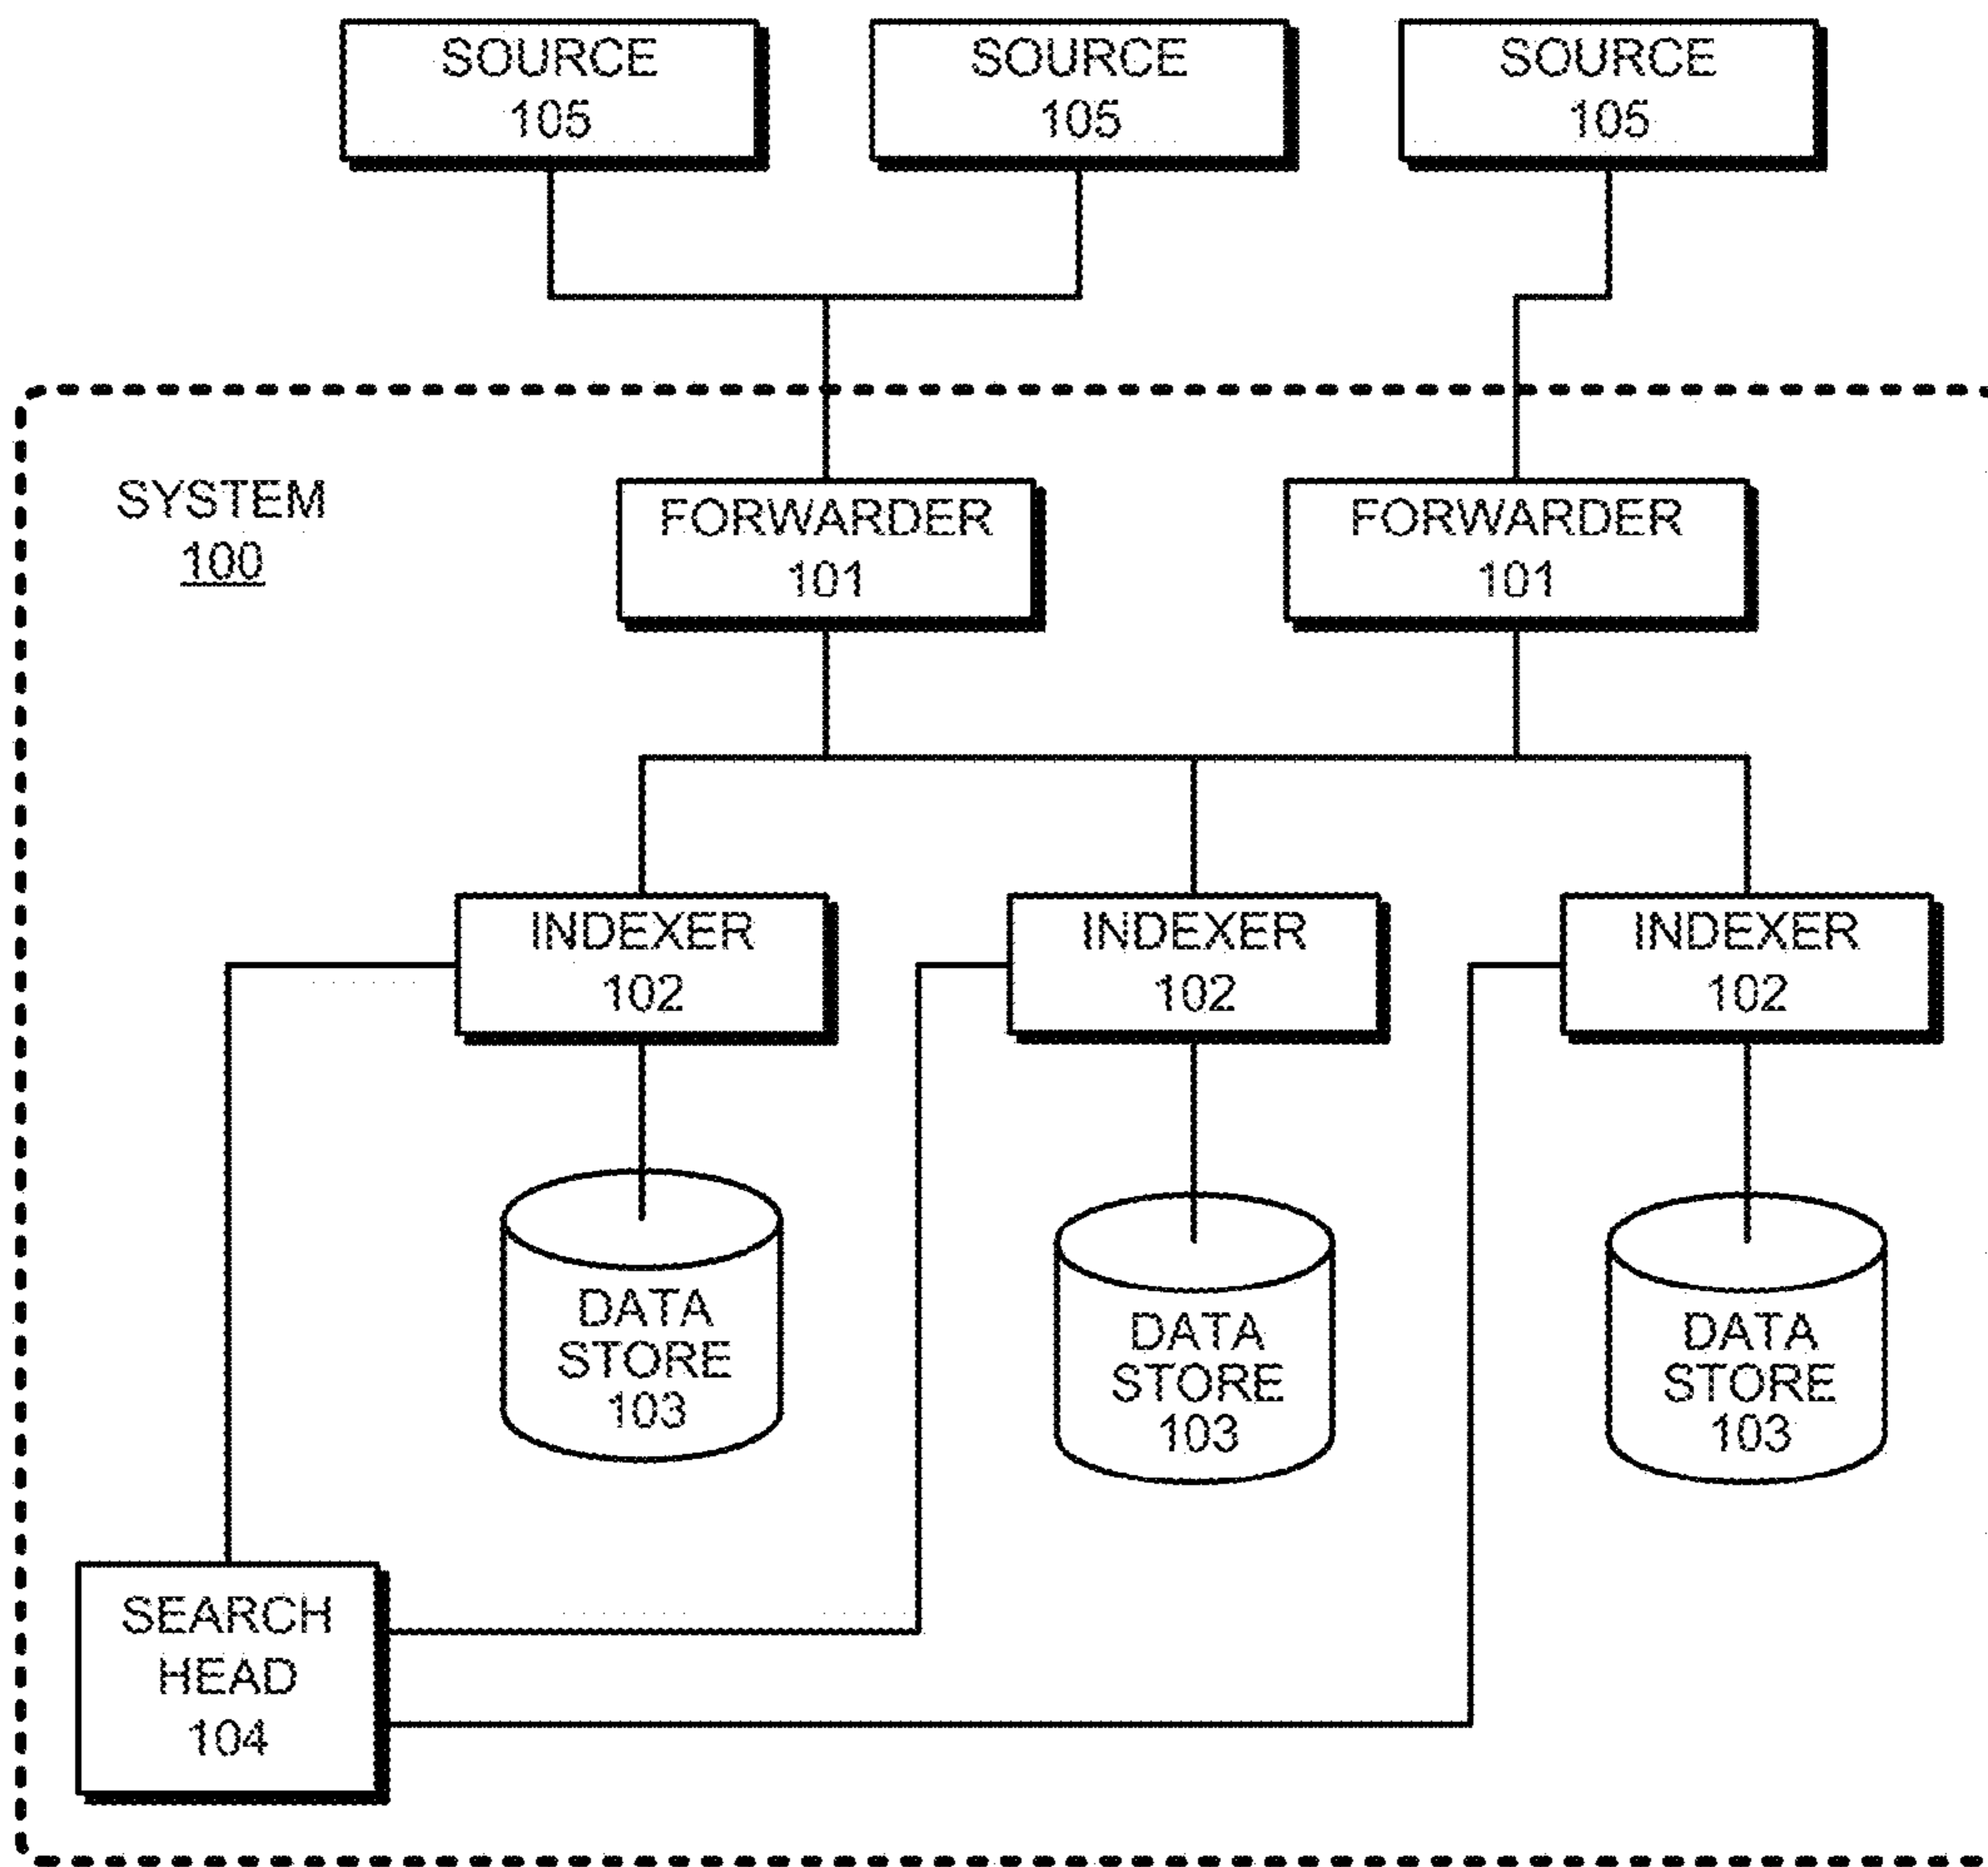 SOURCE
105
SOURCE
105
SOURCE
105
SYSTEM
100
FORWARDER
101
FORWARDER
101
INDEXER
102
INDEXER
102
INDEXER
102
DATA
STORE
103
DATA
STORE
103
DATA
STORE
103
SEARCH
HEAD
104